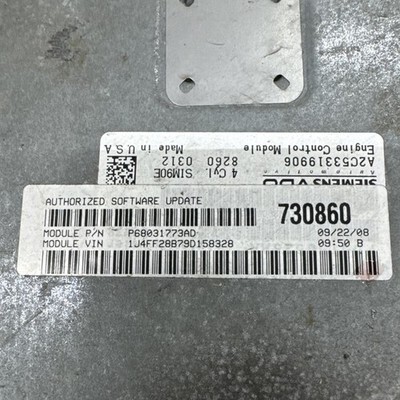 AUTHORIZED SOFTWARE UPDATE
730860
MODULE P/N P68031773AD 09/22/08
MODULE VIN 1J4FF28B79D158328 09:50 B
SIEMENS VDO
Automotive
A2C53319906
Engine Control Module
4 Cyl. SIM90E
8260 0312
Made in U S A